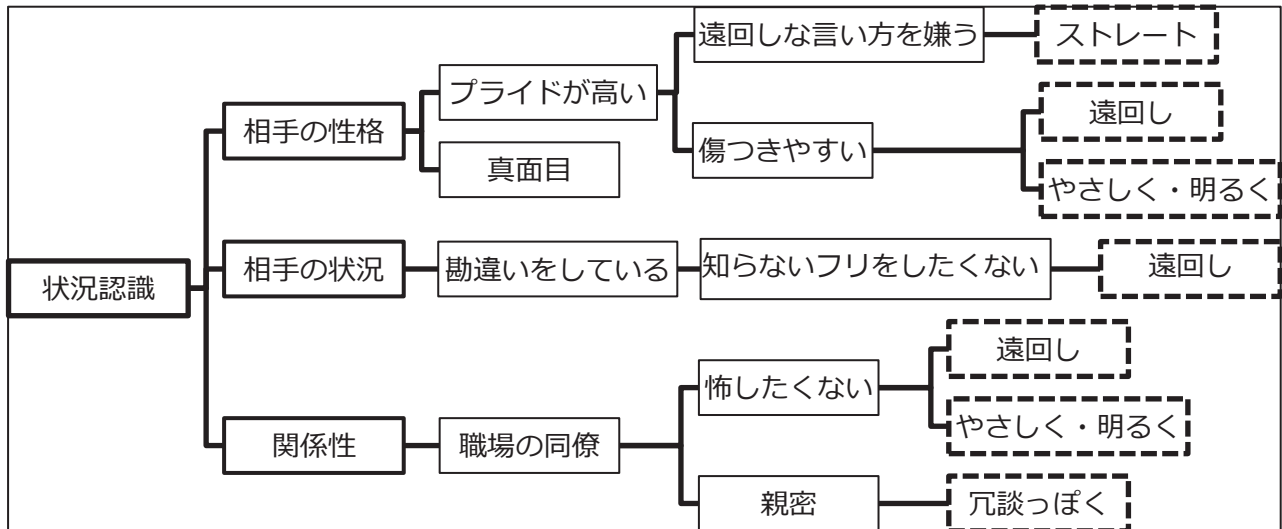 遠回しな言い方を嫌う
ストレート
プライドが高い
遠回し
相手の性格
傷つきやすい
真面目
やさしく・明るく
相手の状況
勘違いをしている
知らないフリをしたくない
遠回し
状況認識
遠回し
怖したくない
やさしく・明るく
関係性
職場の同僚
親密
冗談っぽく